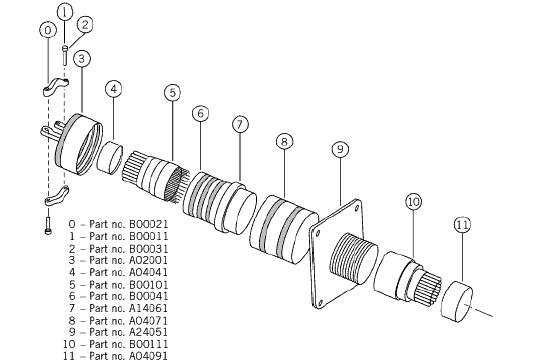 1
0
2
3
4
5
6
7
8
9
10
11
0 – Part no. B00021
1 – Part no. B00011
2 – Part no. B00031
3 – Part no. A02001
4 – Part no. A04041
5 – Part no. B00101
6 – Part no. B00041
7 – Part no. A14061
8 – Part no. A04071
9 – Part no. A24051
10 – Part no. B00111
11 – Part no. A04091